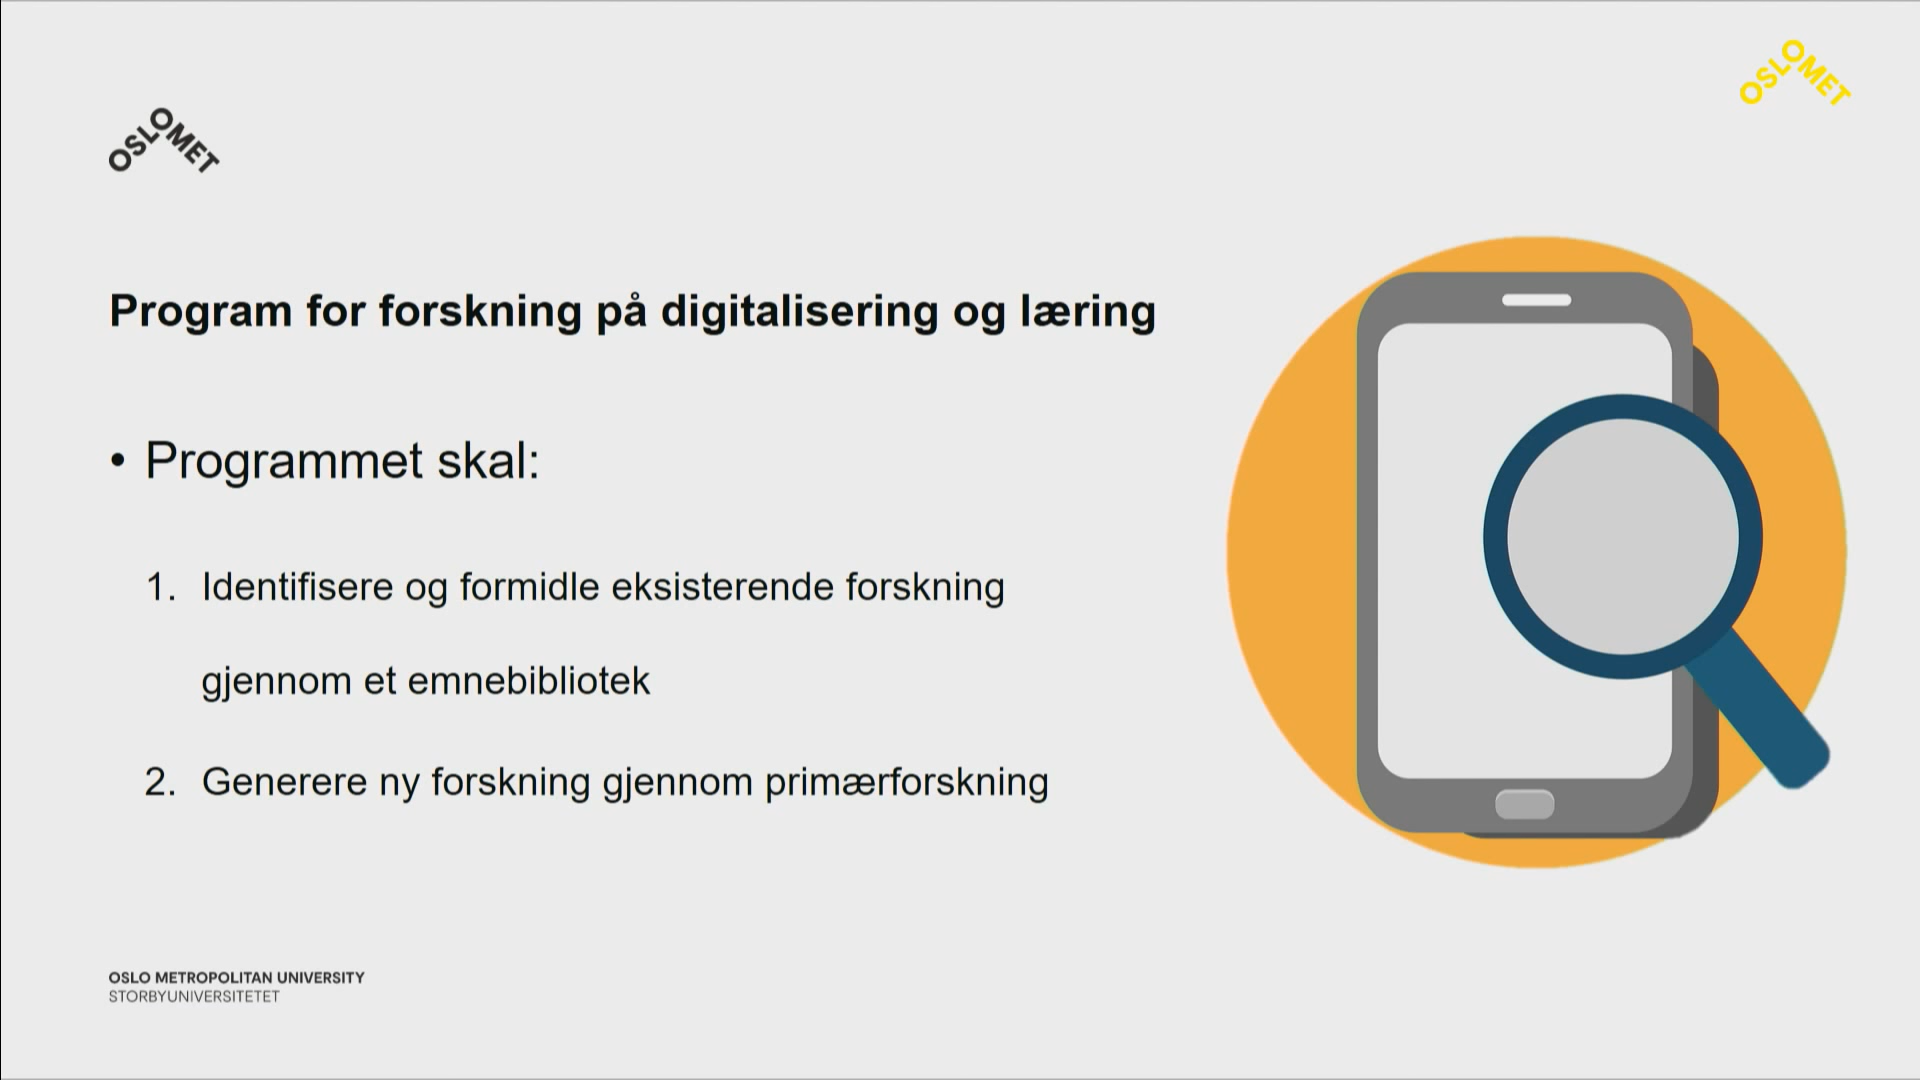 OSLOMET
OSLOMET
Program for forskning på digitalisering og læring
• Programmet skal:
1. Identifisere og formidle eksisterende forskning
gjennom et emnebibliotek
2. Generere ny forskning gjennom primærforskning
OSLO METROPOLITAN UNIVERSITY
STORBYUNIVERSITETET